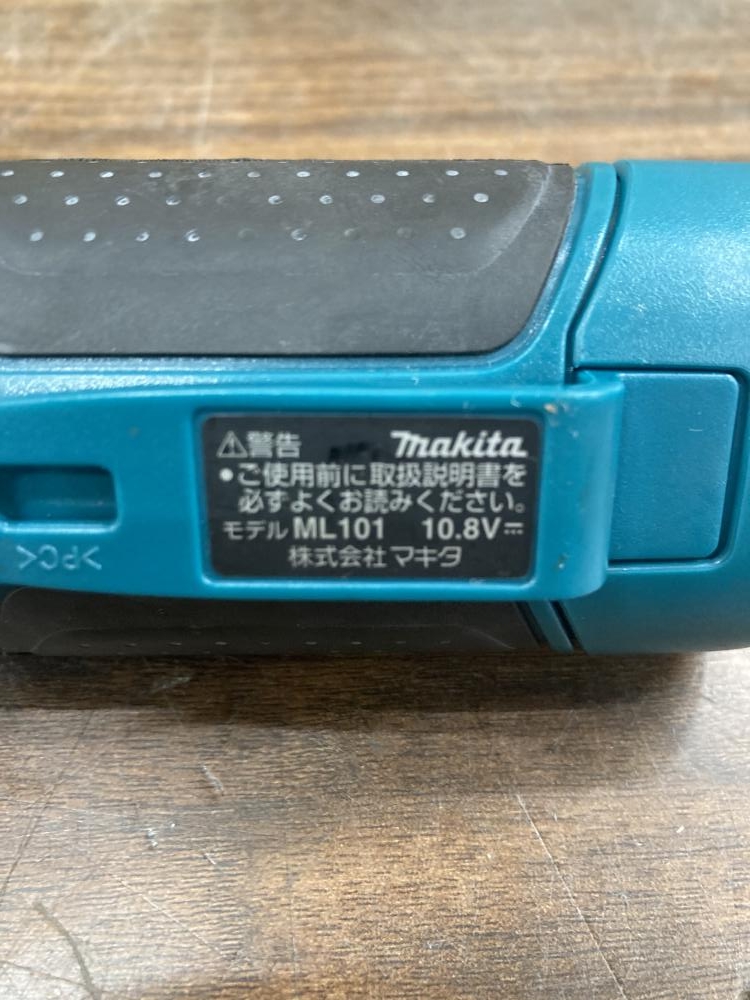 ⚠警告 makita
•ご使用前に取扱説明書を
必ずよくお読みください。
モデル ML101 10.8V⎓
株式会社 マキタ
>PC<